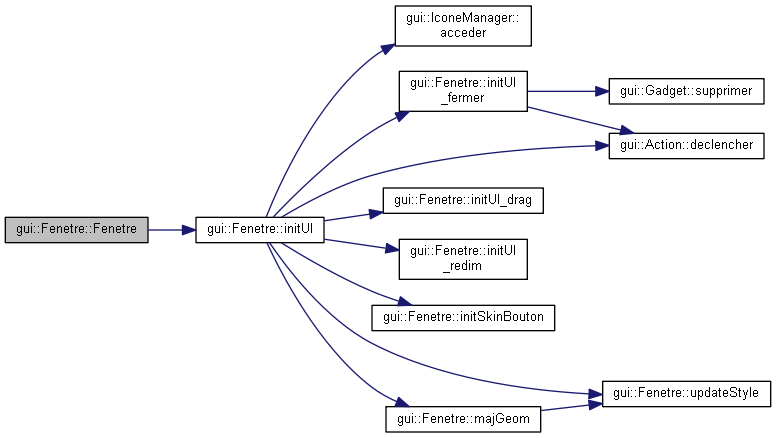 gui::IconeManager::
acceder
gui::Fenetre::initUI
_fermer
gui::Gadget::supprimer
gui::Action::declencher
gui::Fenetre::initUI_drag
gui::Fenetre::Fenetre
gui::Fenetre::initUI
gui::Fenetre::initUI
_redim
gui::Fenetre::initSkinBouton
gui::Fenetre::updateStyle
gui::Fenetre::majGeom